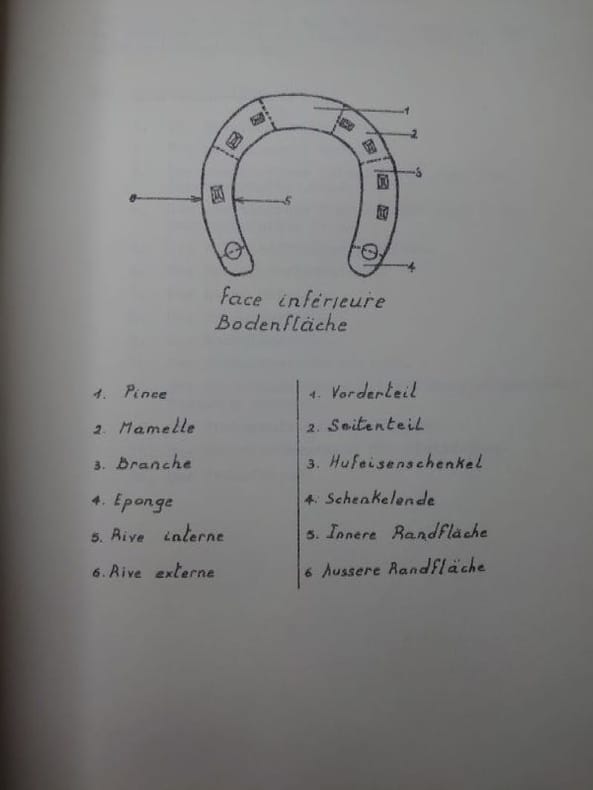 1
2
3
6
5
4
Face inférieure
Bodenfläche
1. Pince
2. Mamelle
3. Branche
4. Eponge
5. Rive interne
6. Rive externe
1. Vorderteil
2. Seitenteil
3. Hufeisenschenkel
4. Schenkelende
5. Innere Randfläche
6 Äussere Randfläche